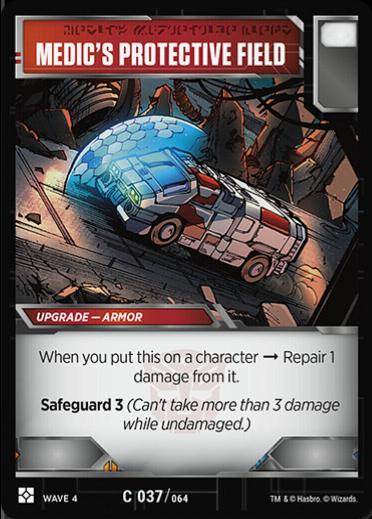 MEDIC'S PROTECTIVE FIELD
UPGRADE — ARMOR
When you put this on a character → Repair 1
damage from it.
Safeguard 3 (Can't take more than 3 damage
while undamaged.)
WAVE 4 C 037/064 TM & © Hasbro. © Wizards.